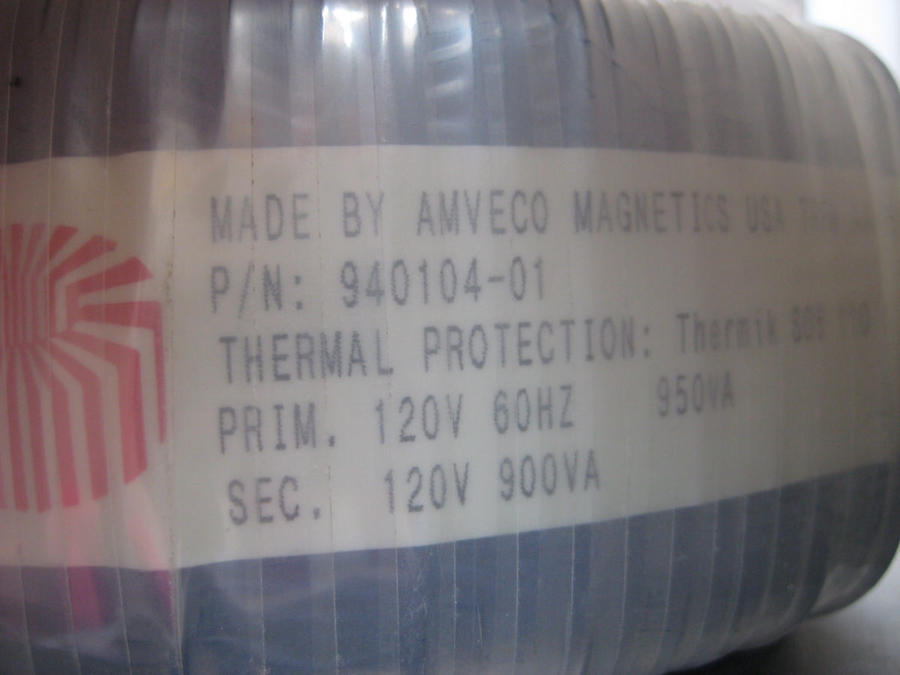 MADE BY AMVECO MAGNETICS USA
P/N: 940104-01
THERMAL PROTECTION: Thermik
PRIM. 120V 60HZ 950VA
SEC. 120V 900VA